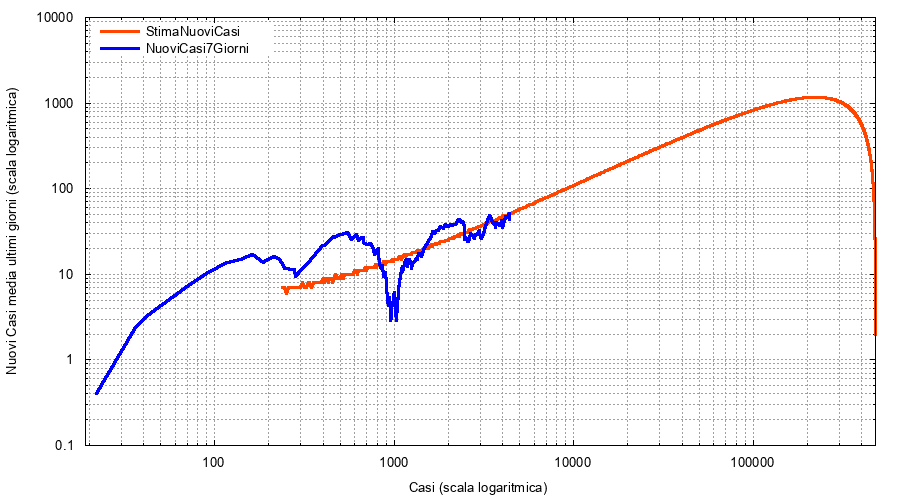 StimaNuoviCasi
NuoviCasi7Giorni
10000
1000
100
10
1
0.1
Nuovi Casi media ultimi giorni (scala logaritmica)
100
1000
10000
100000
Casi (scala logaritmica)